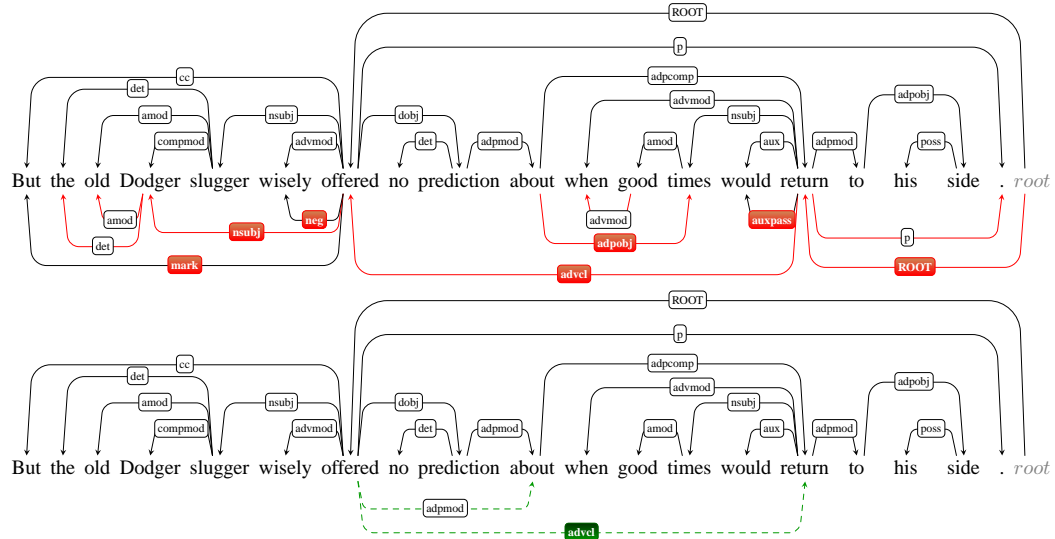 ROOT
p
cc adpcomp
det advmod adpobj
amod nsubj dobj nsubj
compmod advmod det adpmod amod aux adpmod poss
But the old Dodger slugger wisely offered no prediction about when good times would return to his side . root
amod neg advmod auxpass
nsubj p
det adpobj
mark advcl ROOT
ROOT
p
cc adpcomp
det advmod adpobj
amod nsubj dobj nsubj
compmod advmod det adpmod amod aux adpmod poss
But the old Dodger slugger wisely offered no prediction about when good times would return to his side . root
adpmod
advcl